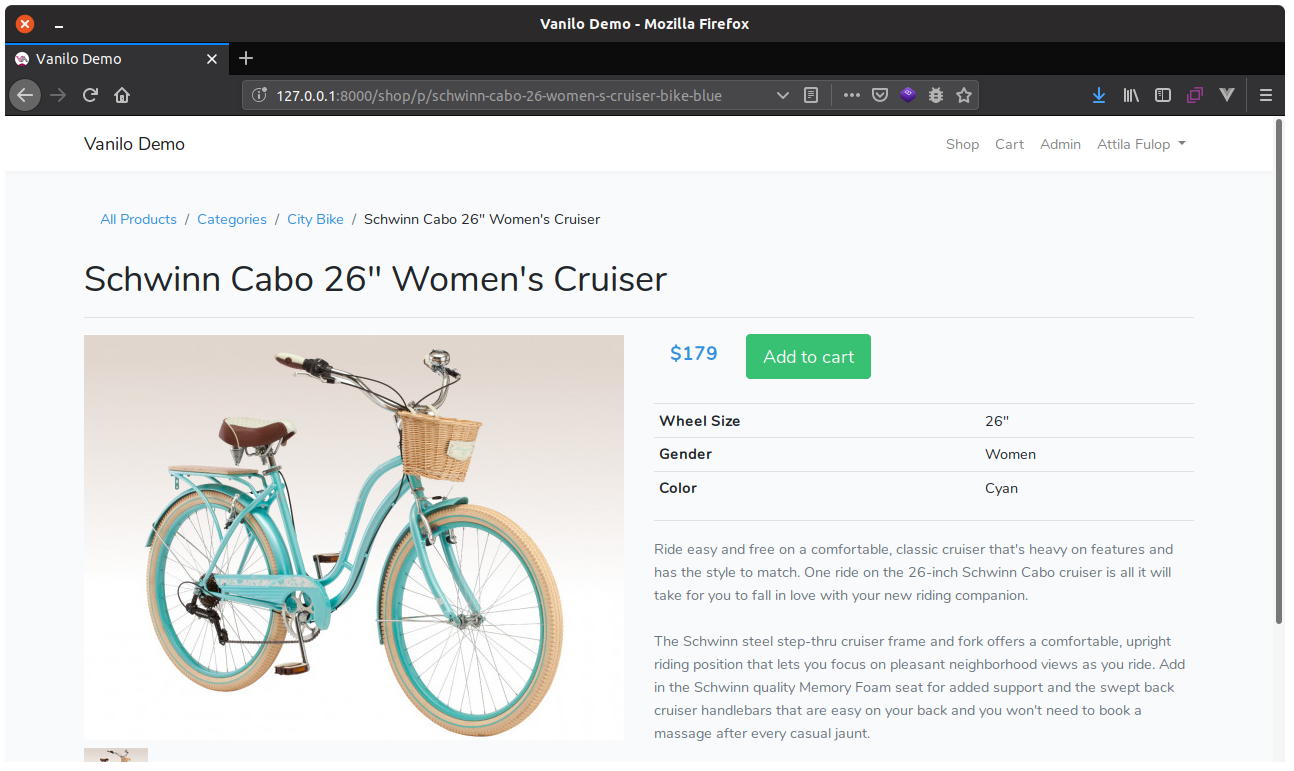 Vanilo Demo - Mozilla Firefox
Vanilo Demo
127.0.0.1:8000/shop/p/schwinn-cabo-26-women-s-cruiser-bike-blue
Vanilo Demo Shop Cart Admin Attila Fulop
All Products / Categories / City Bike / Schwinn Cabo 26" Women's Cruiser
Schwinn Cabo 26" Women's Cruiser
$179 Add to cart
Wheel Size 26"
Gender Women
Color Cyan
Ride easy and free on a comfortable, classic cruiser that's heavy on features and
has the style to match. One ride on the 26-inch Schwinn Cabo cruiser is all it will
take for you to fall in love with your new riding companion.
The Schwinn steel step-thru cruiser frame and fork offers a comfortable, upright
riding position that lets you focus on pleasant neighborhood views as you ride. Add
in the Schwinn quality Memory Foam seat for added support and the swept back
cruiser handlebars that are easy on your back and you won't need to book a
massage after every casual jaunt.